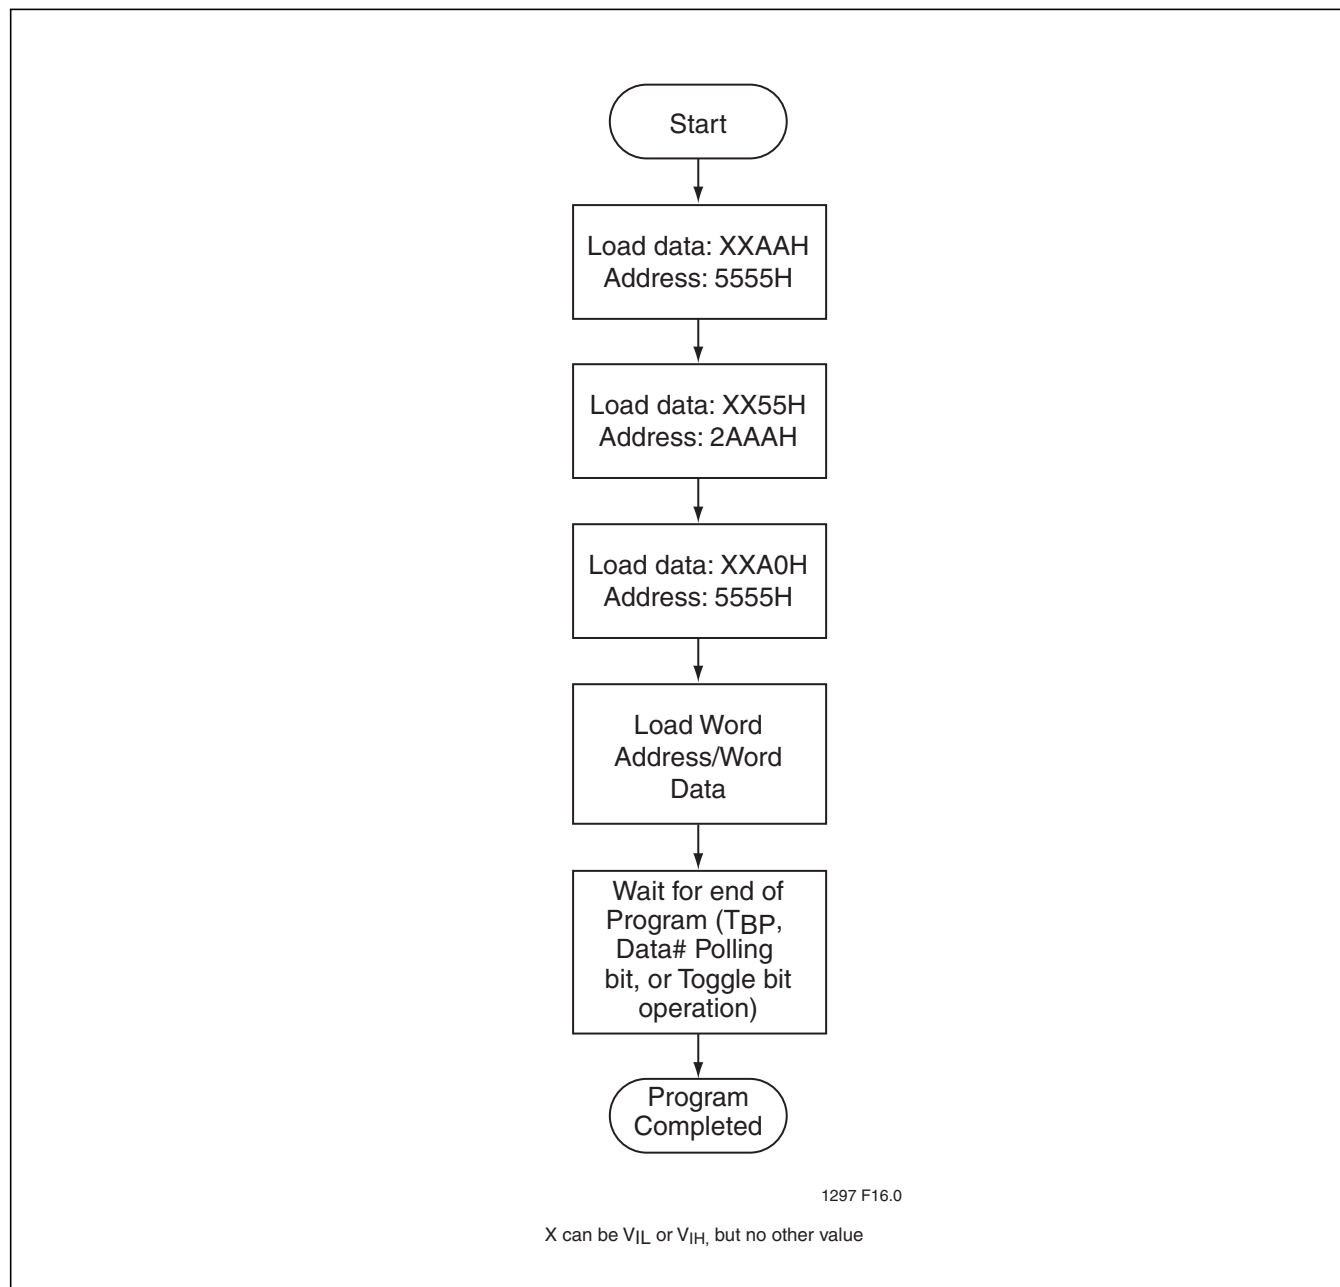 Start
Load data: XXAAH
Address: 5555H
Load data: XX55H
Address: 2AAAH
Load data: XXA0H
Address: 5555H
Load Word
Address/Word
Data
Wait for end of
Program (TBP,
Data# Polling
bit, or Toggle bit
operation)
Program
Completed
1297 F16.0
X can be VIL or VIH, but no other value